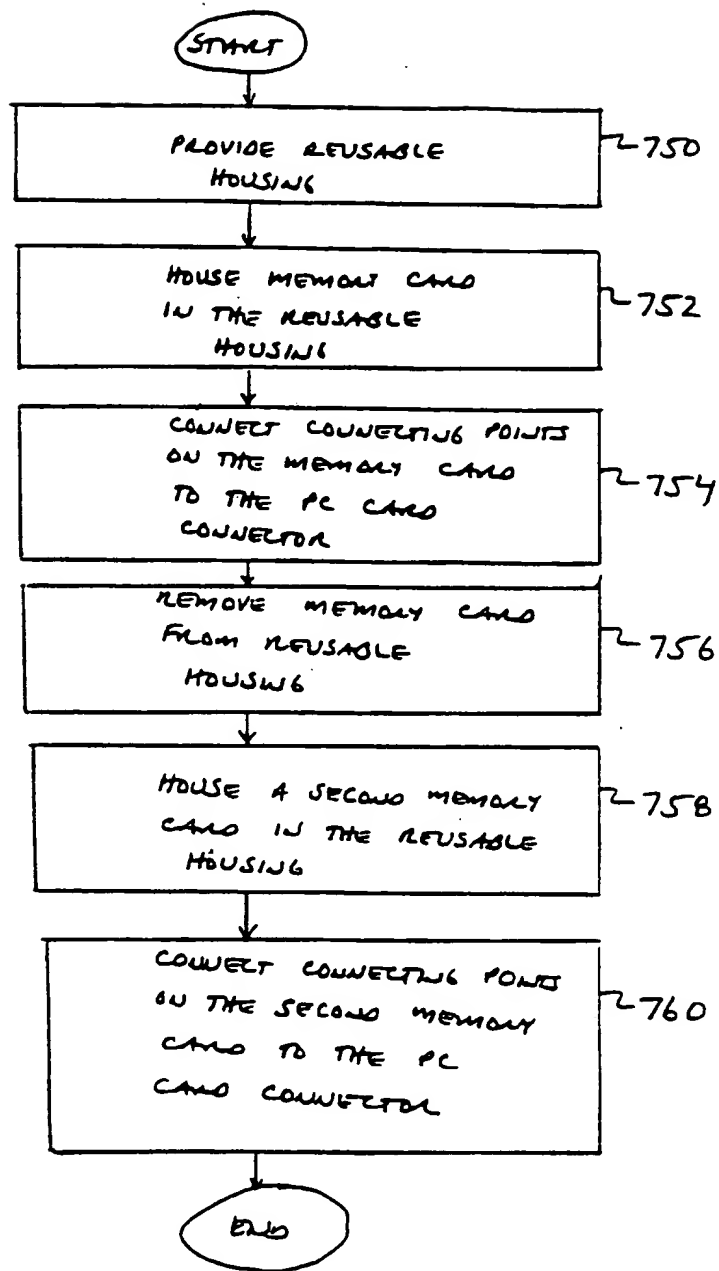 START
PROVIDE REUSABLE
HOUSING
750
HOUSE MEMORY CARD
IN THE REUSABLE
HOUSING
752
CONNECT CONNECTING POINTS
ON THE MEMORY CARD
TO THE PC CARD
CONNECTOR
754
REMOVE MEMORY CARD
FROM REUSABLE
HOUSING
756
HOUSE A SECOND MEMORY
CARD IN THE REUSABLE
HOUSING
758
CONNECT CONNECTING POINTS
ON THE SECOND MEMORY
CARD TO THE PC
CARD CONNECTOR
760
END